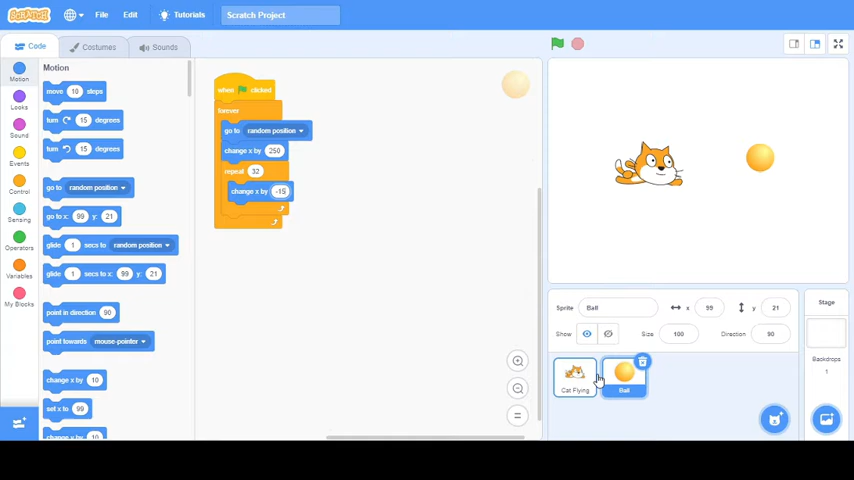 SCRATCH File Edit Tutorials Scratch Project
Code Costumes Sounds
Motion
Looks
Sound
Events
Control
Sensing
Operators
Variables
My Blocks
Motion
move 10 steps
turn 15 degrees
turn 15 degrees
go to random position
go to x: 99 y: 21
glide 1 secs to random position
glide 1 secs to x: 99 y: 21
point in direction 90
point towards mouse-pointer
change x by 10
set x to 99
change y by 10
when clicked
forever
go to random position
change x by 250
repeat 32
change x by -15
Sprite Ball x 99 y 21
Show Size 100 Direction 90
Cat Flying
Ball
Stage
Backdrops
1